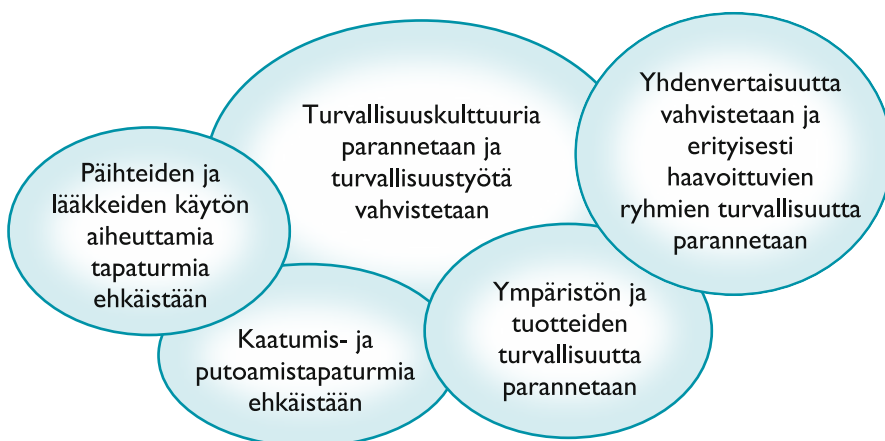 Turvallisuuskulttuuria
parannetaan ja
turvallisuustyötä
vahvistetaan
Yhdenvertaisuutta
vahvistetaan ja
erityisesti
haavoittuvien
ryhmien turvallisuutta
parannetaan
Päihteiden ja
lääkkeiden käytön
aiheuttamia
tapaturmia
ehkäistään
Kaatumis- ja
putoamistapaturmia
ehkäistään
Ympäristön ja
tuotteiden
turvallisuutta
parannetaan